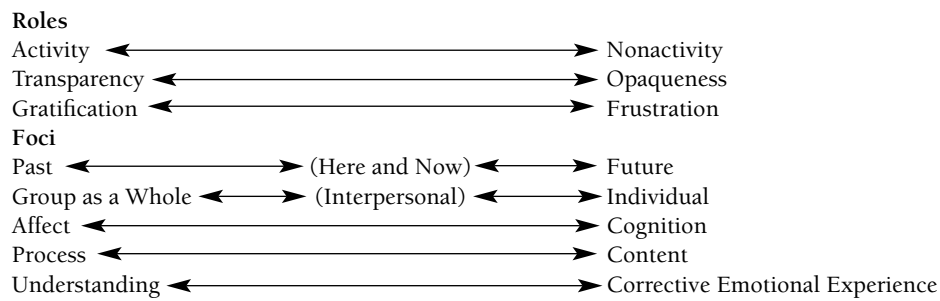 Roles
Activity Nonactivity
Transparency Opaqueness
Gratification Frustration
Foci
Past (Here and Now) Future
Group as a Whole (Interpersonal) Individual
Affect Cognition
Process Content
Understanding Corrective Emotional Experience